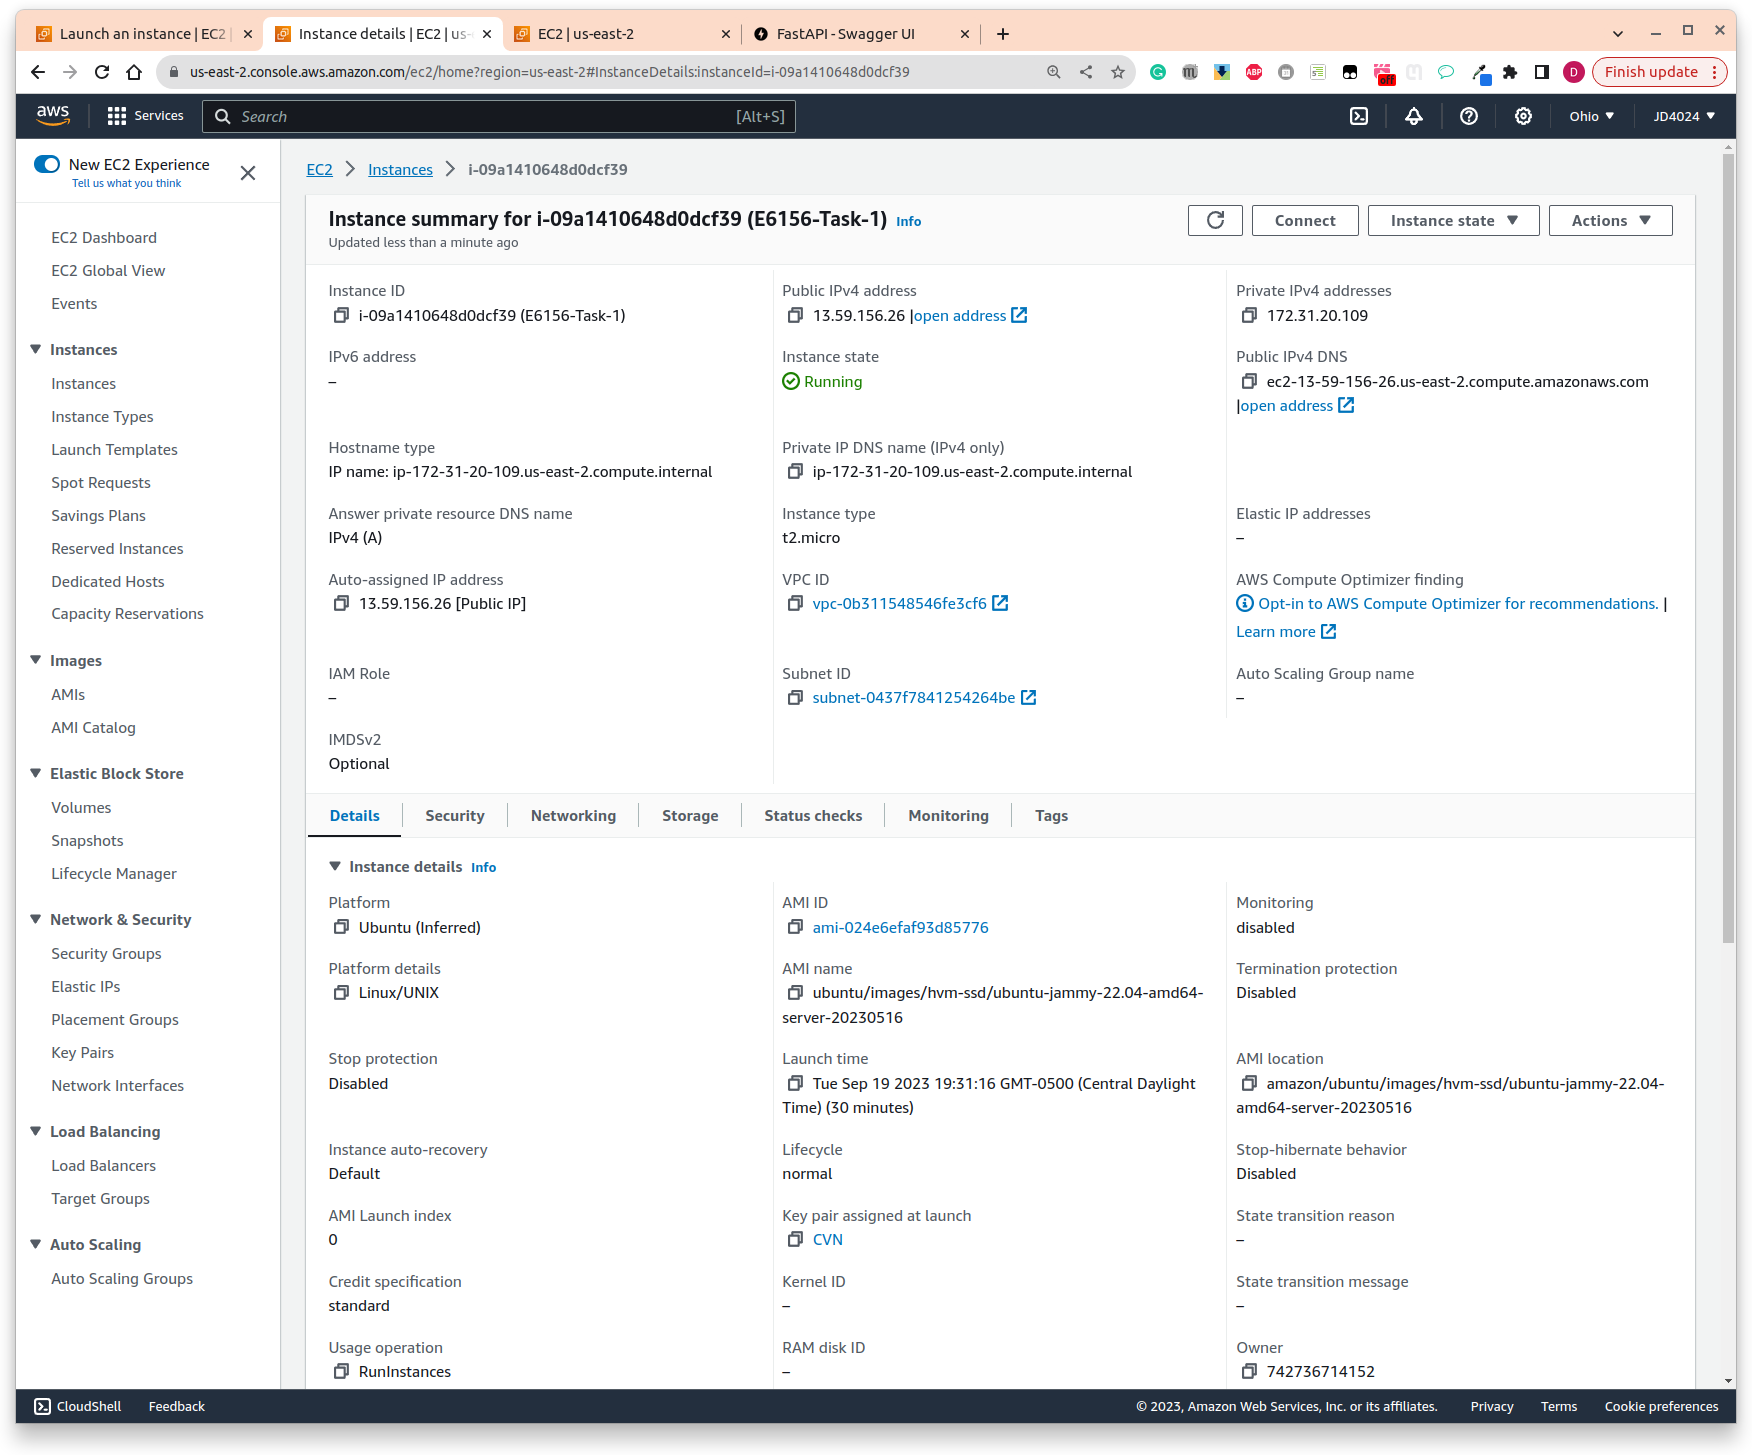 Launch an instance | EC2 |
Instance details | EC2 | us-
EC2 | us-east-2
FastAPI - Swagger UI
us-east-2.console.aws.amazon.com/ec2/home?region=us-east-2#InstanceDetails:instanceId=i-09a1410648d0dcf39
ABP
off
D
Finish update
aws
Services
Search
[Alt+S]
Ohio
JD4024
New EC2 Experience
Tell us what you think
EC2 Dashboard
EC2 Global View
Events
Instances
Instances
Instance Types
Launch Templates
Spot Requests
Savings Plans
Reserved Instances
Dedicated Hosts
Capacity Reservations
Images
AMIs
AMI Catalog
Elastic Block Store
Volumes
Snapshots
Lifecycle Manager
Network & Security
Security Groups
Elastic IPs
Placement Groups
Key Pairs
Network Interfaces
Load Balancing
Load Balancers
Target Groups
Auto Scaling
Auto Scaling Groups
EC2
Instances
i-09a1410648d0dcf39
Instance summary for i-09a1410648d0dcf39 (E6156-Task-1) Info
Updated less than a minute ago
Connect
Instance state
Actions
Instance ID
i-09a1410648d0dcf39 (E6156-Task-1)
Public IPv4 address
13.59.156.26 |open address
Private IPv4 addresses
172.31.20.109
IPv6 address
–
Instance state
Running
Public IPv4 DNS
ec2-13-59-156-26.us-east-2.compute.amazonaws.com
|open address
Hostname type
IP name: ip-172-31-20-109.us-east-2.compute.internal
Private IP DNS name (IPv4 only)
ip-172-31-20-109.us-east-2.compute.internal
Answer private resource DNS name
IPv4 (A)
Instance type
t2.micro
Elastic IP addresses
–
Auto-assigned IP address
13.59.156.26 [Public IP]
VPC ID
vpc-0b311548546fe3cf6
AWS Compute Optimizer finding
Opt-in to AWS Compute Optimizer for recommendations. |
Learn more
IAM Role
–
Subnet ID
subnet-0437f7841254264be
Auto Scaling Group name
–
IMDSv2
Optional
Details
Security
Networking
Storage
Status checks
Monitoring
Tags
Instance details Info
Platform
Ubuntu (Inferred)
AMI ID
ami-024e6efaf93d85776
Monitoring
disabled
Platform details
Linux/UNIX
AMI name
ubuntu/images/hvm-ssd/ubuntu-jammy-22.04-amd64-
server-20230516
Termination protection
Disabled
Stop protection
Disabled
Launch time
Tue Sep 19 2023 19:31:16 GMT-0500 (Central Daylight
Time) (30 minutes)
AMI location
amazon/ubuntu/images/hvm-ssd/ubuntu-jammy-22.04-
amd64-server-20230516
Instance auto-recovery
Default
Lifecycle
normal
Stop-hibernate behavior
Disabled
AMI Launch index
0
Key pair assigned at launch
CVN
State transition reason
–
Credit specification
standard
Kernel ID
–
State transition message
–
Usage operation
RunInstances
RAM disk ID
–
Owner
742736714152
CloudShell
Feedback
© 2023, Amazon Web Services, Inc. or its affiliates.
Privacy
Terms
Cookie preferences